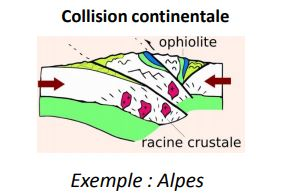 Collision continentale
ophiolite
racine crustale
Exemple : Alpes